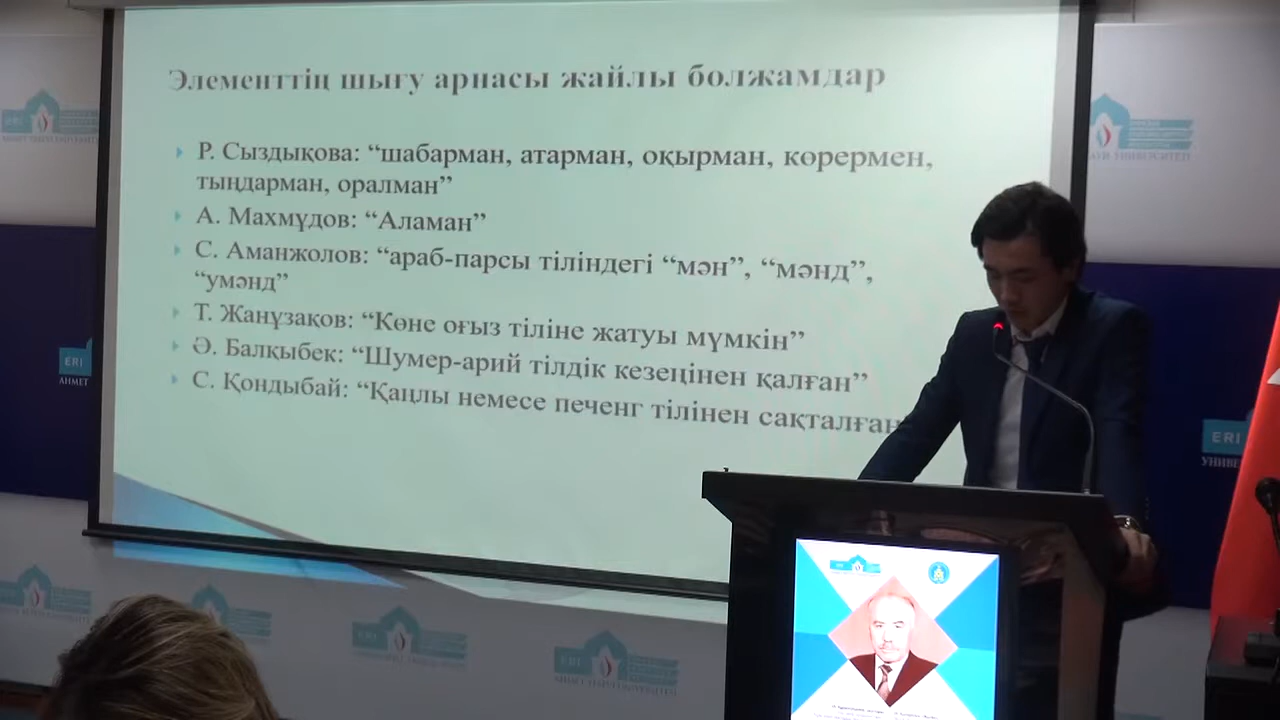 Элементтің шығу арнасы жайлы болжамдар
Р. Сыздықова: “шабарман, атарман, оқырман, көрермен,
тыңдарман, оралман”
А. Махмұдов: “Аламан”
С. Аманжолов: “араб-парсы тіліндегі “мән”, “мәнд”,
“умәнд”
Т. Жанұзақов: “Көне оғыз тіліне жатуы мүмкін”
Ә. Балқыбек: “Шумер-арий тілдік кезеңінен қалған”
С. Қондыбай: “Қаңлы немесе печенг тілінен сақталған
ERI
АХМЕТ
ERI
ERI
ERI